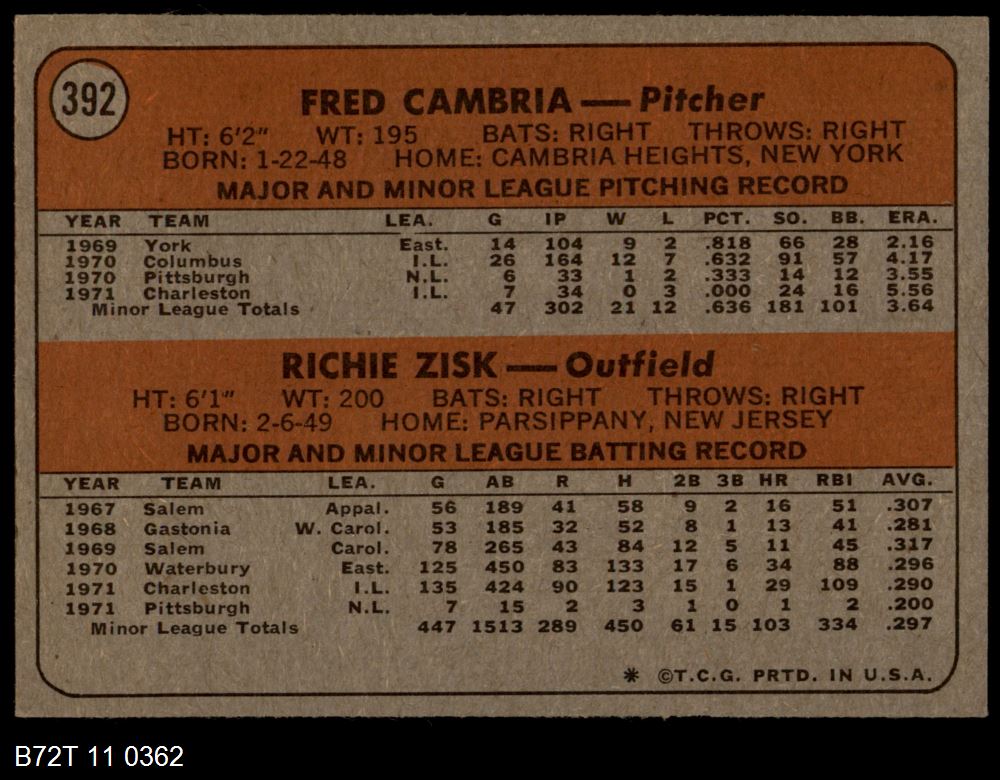 392
FRED CAMBRIA — Pitcher
HT: 6'2" WT: 195 BATS: RIGHT THROWS: RIGHT
BORN: 1-22-48 HOME: CAMBRIA HEIGHTS, NEW YORK
MAJOR AND MINOR LEAGUE PITCHING RECORD
YEAR TEAM LEA. G IP W L PCT. SO. BB. ERA.
1969 York East. 14 104 9 2 .818 66 28 2.16
1970 Columbus I.L. 26 164 12 7 .632 91 57 4.17
1970 Pittsburgh N.L. 6 33 1 2 .333 14 12 3.55
1971 Charleston I.L. 7 34 0 3 .000 24 16 5.56
Minor League Totals 47 302 21 12 .636 181 101 3.64
RICHIE ZISK — Outfield
HT: 6'1" WT: 200 BATS: RIGHT THROWS: RIGHT
BORN: 2-6-49 HOME: PARSIPPANY, NEW JERSEY
MAJOR AND MINOR LEAGUE BATTING RECORD
YEAR TEAM LEA. G AB R H 2B 3B HR RBI AVG.
1967 Salem Appal. 56 189 41 58 9 2 16 51 .307
1968 Gastonia W. Carol. 53 185 32 52 8 1 13 41 .281
1969 Salem Carol. 78 265 43 84 12 5 11 45 .317
1970 Waterbury East. 125 450 83 133 17 6 34 88 .296
1971 Charleston I.L. 135 424 90 123 15 1 29 109 .290
1971 Pittsburgh N.L. 7 15 2 3 1 0 1 2 .200
Minor League Totals 447 1513 289 450 61 15 103 334 .297
* ©T.C.G. PRTD. IN U.S.A.
B72T 11 0362